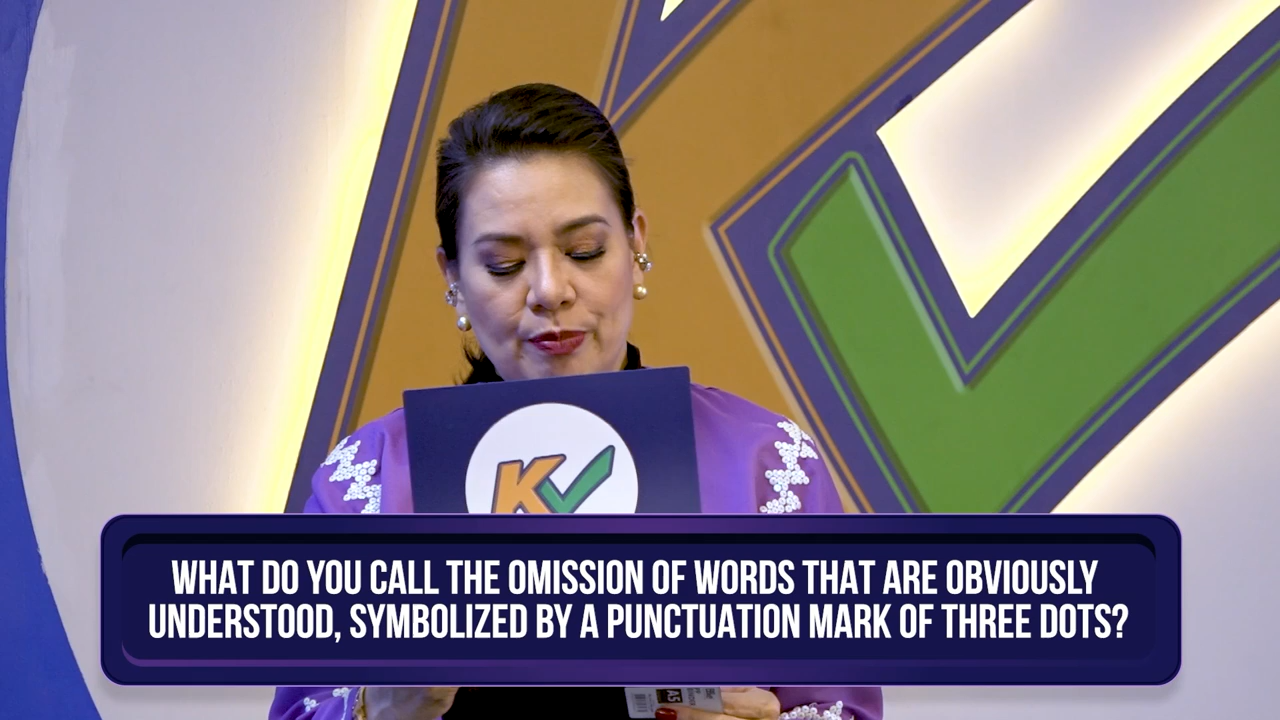 K
WHAT DO YOU CALL THE OMISSION OF WORDS THAT ARE OBVIOUSLY
UNDERSTOOD, SYMBOLIZED BY A PUNCTUATION MARK OF THREE DOTS?
A5